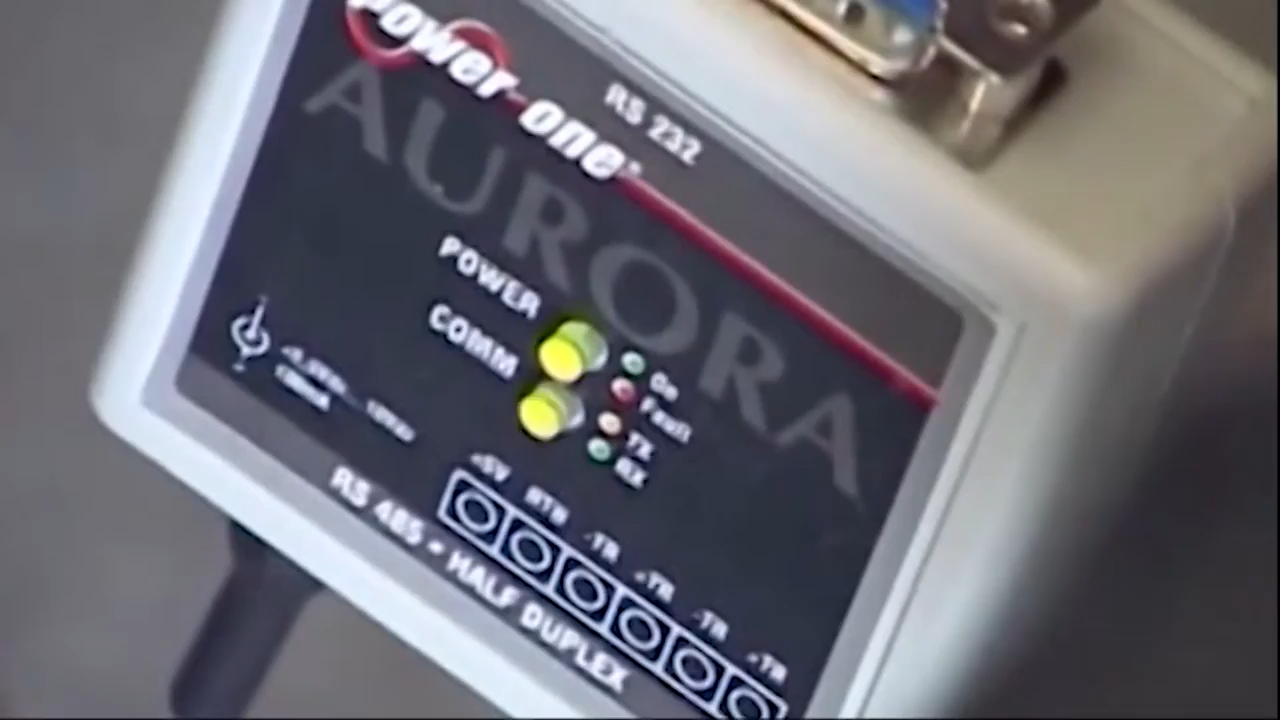 power-one
RS 232
AURORA
POWER
COMM
On
Fault
TX
RX
+5V RTN -TR +TR -TR +TR
RS 485 - HALF DUPLEX